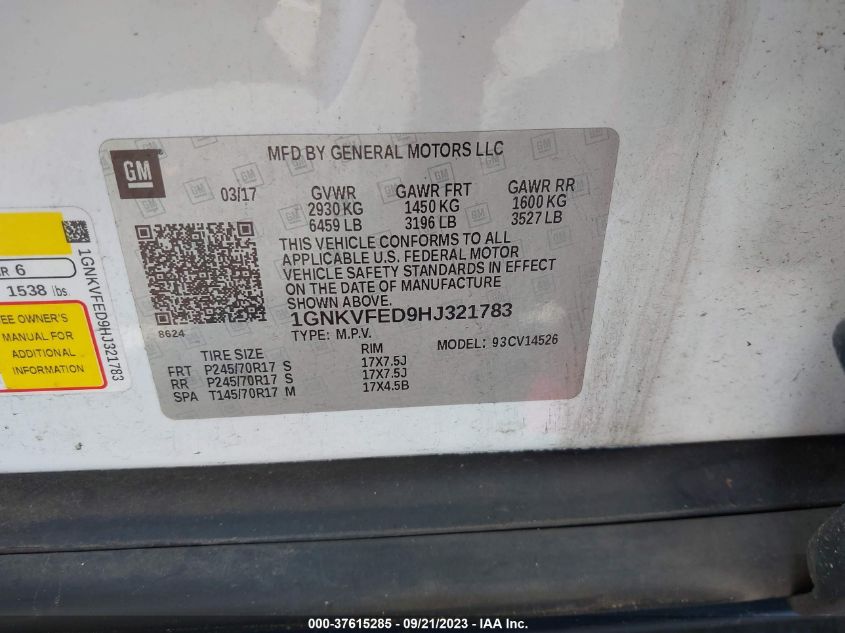 MFD BY GENERAL MOTORS LLC
GM
03/17
GVWR GAWR FRT GAWR RR
2930 KG 1450 KG 1600 KG
6459 LB 3196 LB 3527 LB
THIS VEHICLE CONFORMS TO ALL
APPLICABLE U.S. FEDERAL MOTOR
VEHICLE SAFETY STANDARDS IN EFFECT
ON THE DATE OF MANUFACTURE
SHOWN ABOVE.
8624
1GNKVFED9HJ321783
TYPE: M.P.V. MODEL: 93CV14526
TIRE SIZE RIM
FRT P245/70R17 S 17X7.5J
RR P245/70R17 S 17X7.5J
SPA T145/70R17 M 17X4.5B
R 6
1538 lbs
EE OWNER'S
MANUAL FOR
ADDITIONAL
INFORMATION
1GNKVFED9HJ321783
000-37615285 - 09/21/2023 - IAA Inc.